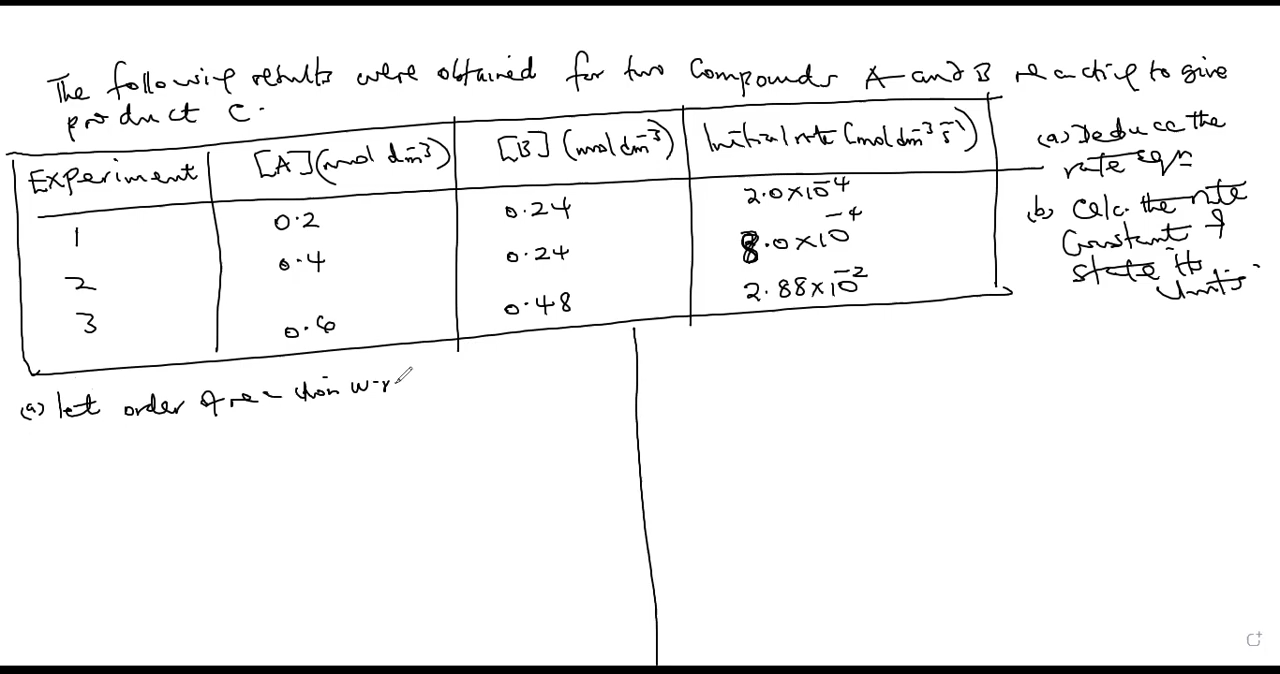 The following results were obtained for two Compounds A and B reacting to give
product C.
Experiment [A](mol dm⁻³) [B](mol dm⁻³) Initial rate (mol dm⁻³ s⁻¹)
1 0.2 0.24 2.0×10⁻⁴
2 0.4 0.24 8.0×10⁻⁴
3 0.6 0.48 2.88×10⁻²
(a) Deduce the
rate eqn
(b) Calc. the rate
Constant &
state its
Units.
(a) let order of reaction w.r